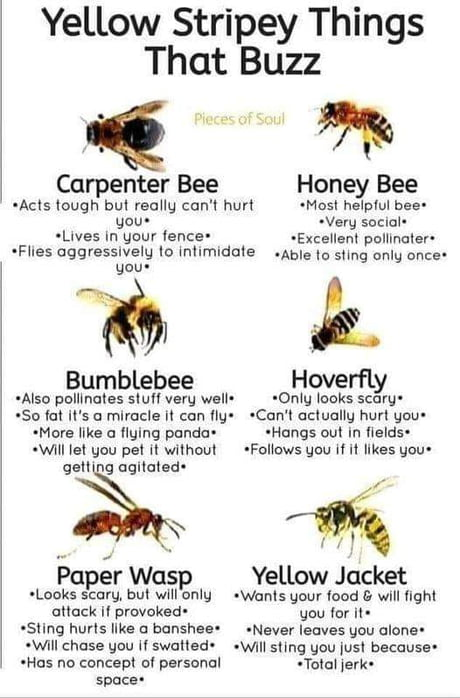 Yellow Stripey Things
That Buzz
Pieces of Soul
Carpenter Bee
•Acts tough but really can't hurt
you•
•Lives in your fence•
•Flies aggressively to intimidate
you•
Honey Bee
•Most helpful bee•
•Very social•
•Excellent pollinater•
•Able to sting only once•
Bumblebee
•Also pollinates stuff very well•
•So fat it's a miracle it can fly•
•More like a flying panda•
•Will let you pet it without
getting agitated•
Hoverfly
•Only looks scary•
•Can't actually hurt you•
•Hangs out in fields•
•Follows you if it likes you•
Paper Wasp
•Looks scary, but will only
attack if provoked•
•Sting hurts like a banshee•
•Will chase you if swatted•
•Has no concept of personal
space•
Yellow Jacket
•Wants your food & will fight
you for it•
•Never leaves you alone•
•Will sting you just because•
•Total jerk•